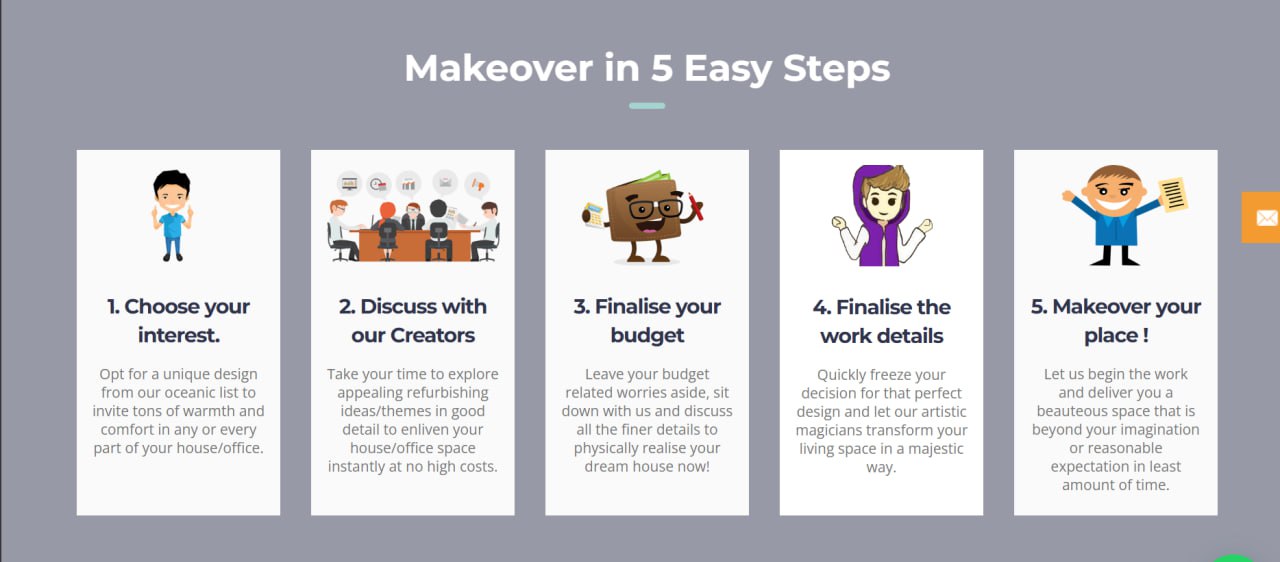 Makeover in 5 Easy Steps
1. Choose your
interest.
Opt for a unique design
from our oceanic list to
invite tons of warmth and
comfort in any or every
part of your house/office.
2. Discuss with
our Creators
Take your time to explore
appealing refurbishing
ideas/themes in good
detail to enliven your
house/office space
instantly at no high costs.
3. Finalise your
budget
Leave your budget
related worries aside, sit
down with us and discuss
all the finer details to
physically realise your
dream house now!
4. Finalise the
work details
Quickly freeze your
decision for that perfect
design and let our artistic
magicians transform your
living space in a majestic
way.
5. Makeover your
place !
Let us begin the work
and deliver you a
beauteous space that is
beyond your imagination
or reasonable
expectation in least
amount of time.